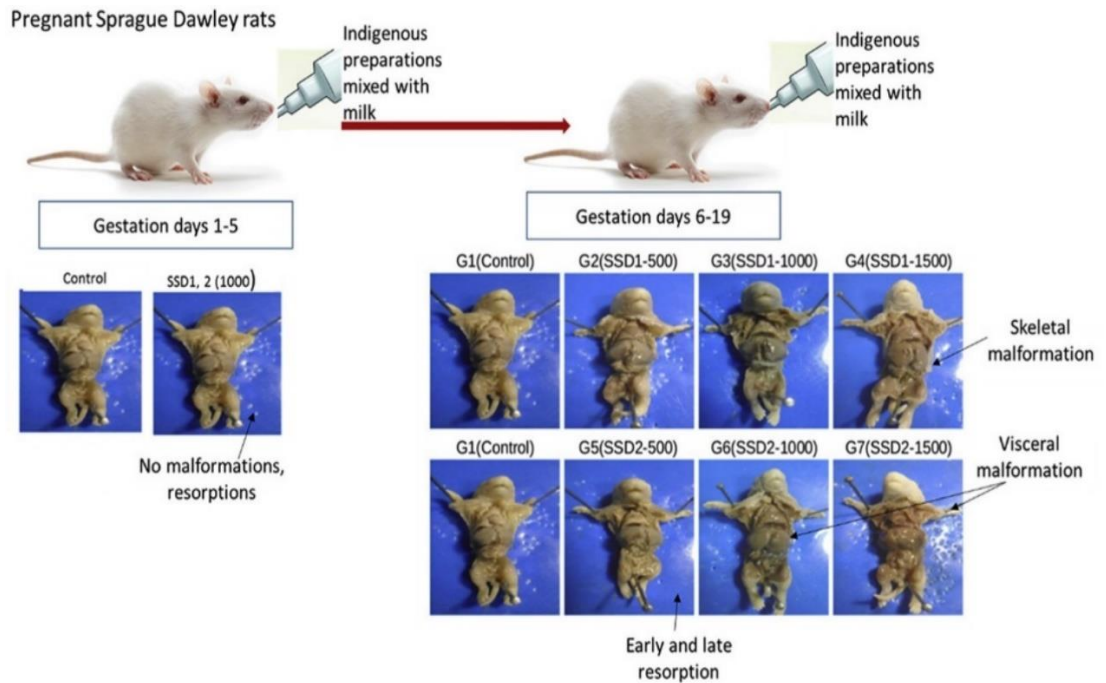 Pregnant Sprague Dawley rats
Indigenous
preparations
mixed with
milk
Indigenous
preparations
mixed with
milk
Gestation days 1-5
Gestation days 6-19
Control
SSD1, 2 (1000)
No malformations,
resorptions
G1(Control)
G2(SSD1-500)
G3(SSD1-1000)
G4(SSD1-1500)
Skeletal
malformation
G1(Control)
G5(SSD2-500)
G6(SSD2-1000)
G7(SSD2-1500)
Visceral
malformation
Early and late
resorption